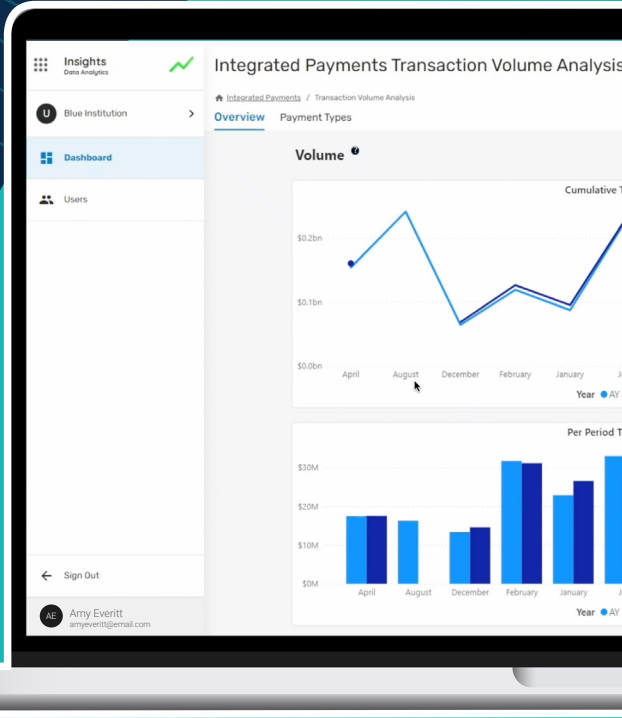 Insights
Data Analytics
Integrated Payments Transaction Volume Analysis
Integrated Payments / Transaction Volume Analysis
U
Blue Institution
Overview
Payment Types
Dashboard
Users
Volume ?
Cumulative T
$0.2bn
$0.1bn
$0.0bn
April
August
December
February
January
J
Year
AY
Per Period T
$30M
$20M
$10M
$0M
April
August
December
February
January
J
Year
AY
Sign Out
AE
Amy Everitt
amyeveritt@email.com